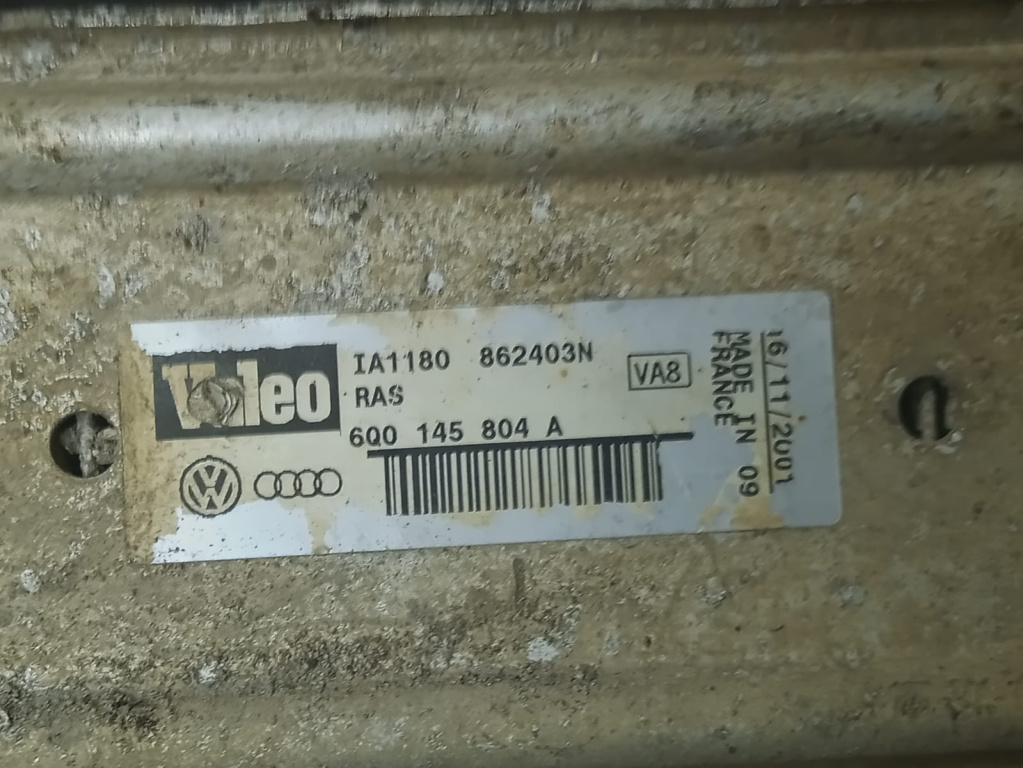 Valeo
IA1180 862403N
RAS
VA8
6Q0 145 804 A
MADE IN 09
FRANCE
16/11/2001